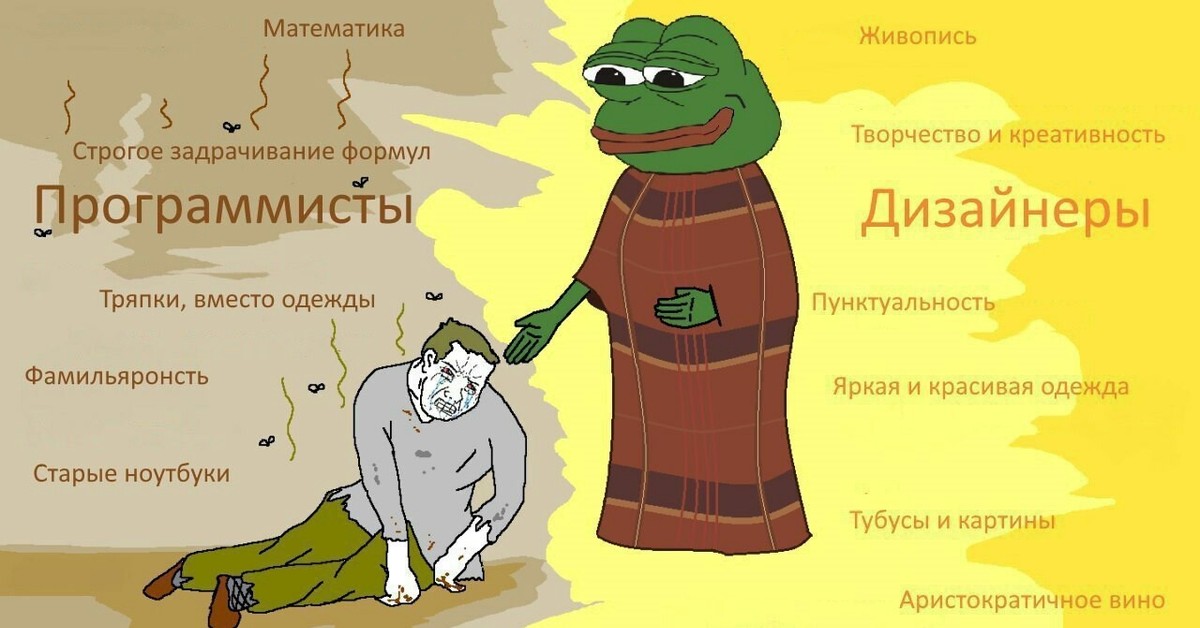 Математика
Строгое задрачивание формул
Программисты
Тряпки, вместо одежды
Фамильяронсть
Старые ноутбуки
Живопись
Творчество и креативность
Дизайнеры
Пунктуальность
Яркая и красивая одежда
Тубусы и картины
Аристократичное вино